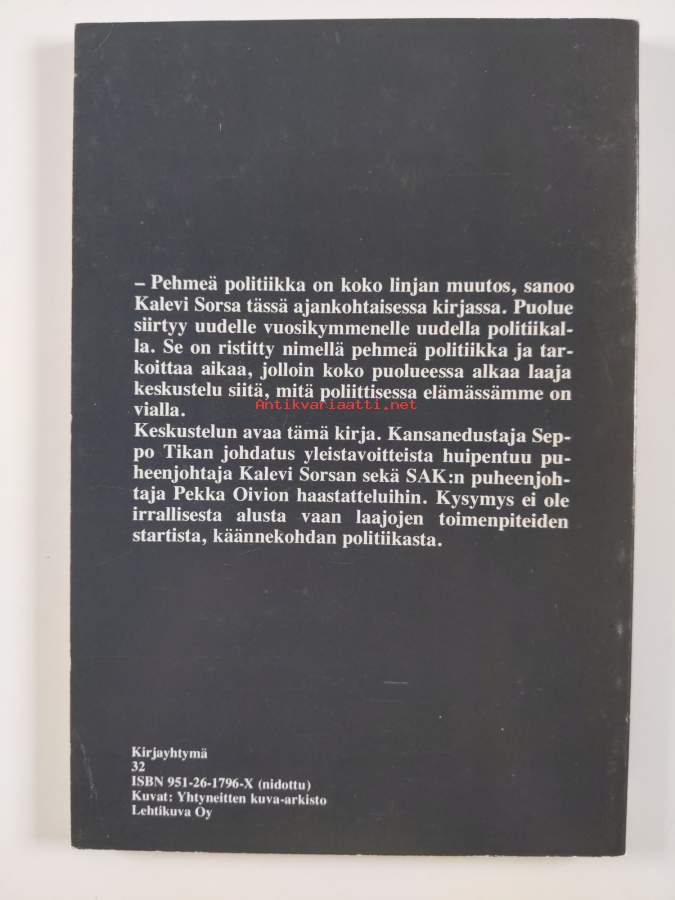 – Pehmeä politiikka on koko linjan muutos, sanoo
Kalevi Sorsa tässä ajankohtaisessa kirjassa. Puolue
siirtyy uudelle vuosikymmenelle uudella politiikal-
la. Se on ristitty nimellä pehmeä politiikka ja tar-
koittaa aikaa, jolloin koko puolueessa alkaa laaja
keskustelu siitä, mitä poliittisessa elämässämme on
vialla.
Antikvariaatti.net
Keskustelun avaa tämä kirja. Kansanedustaja Sep-
po Tikan johdatus yleistavoitteista huipentuu pu-
heenjohtaja Kalevi Sorsan sekä SAK:n puheenjoh-
taja Pekka Oivion haastatteluihin. Kysymys ei ole
irrallisesta alusta vaan laajojen toimenpiteiden
startista, käännekohdan politiikasta.
Kirjayhtymä
32
ISBN 951-26-1796-X (nidottu)
Kuvat: Yhtyneitten kuva-arkisto
Lehtikuva Oy